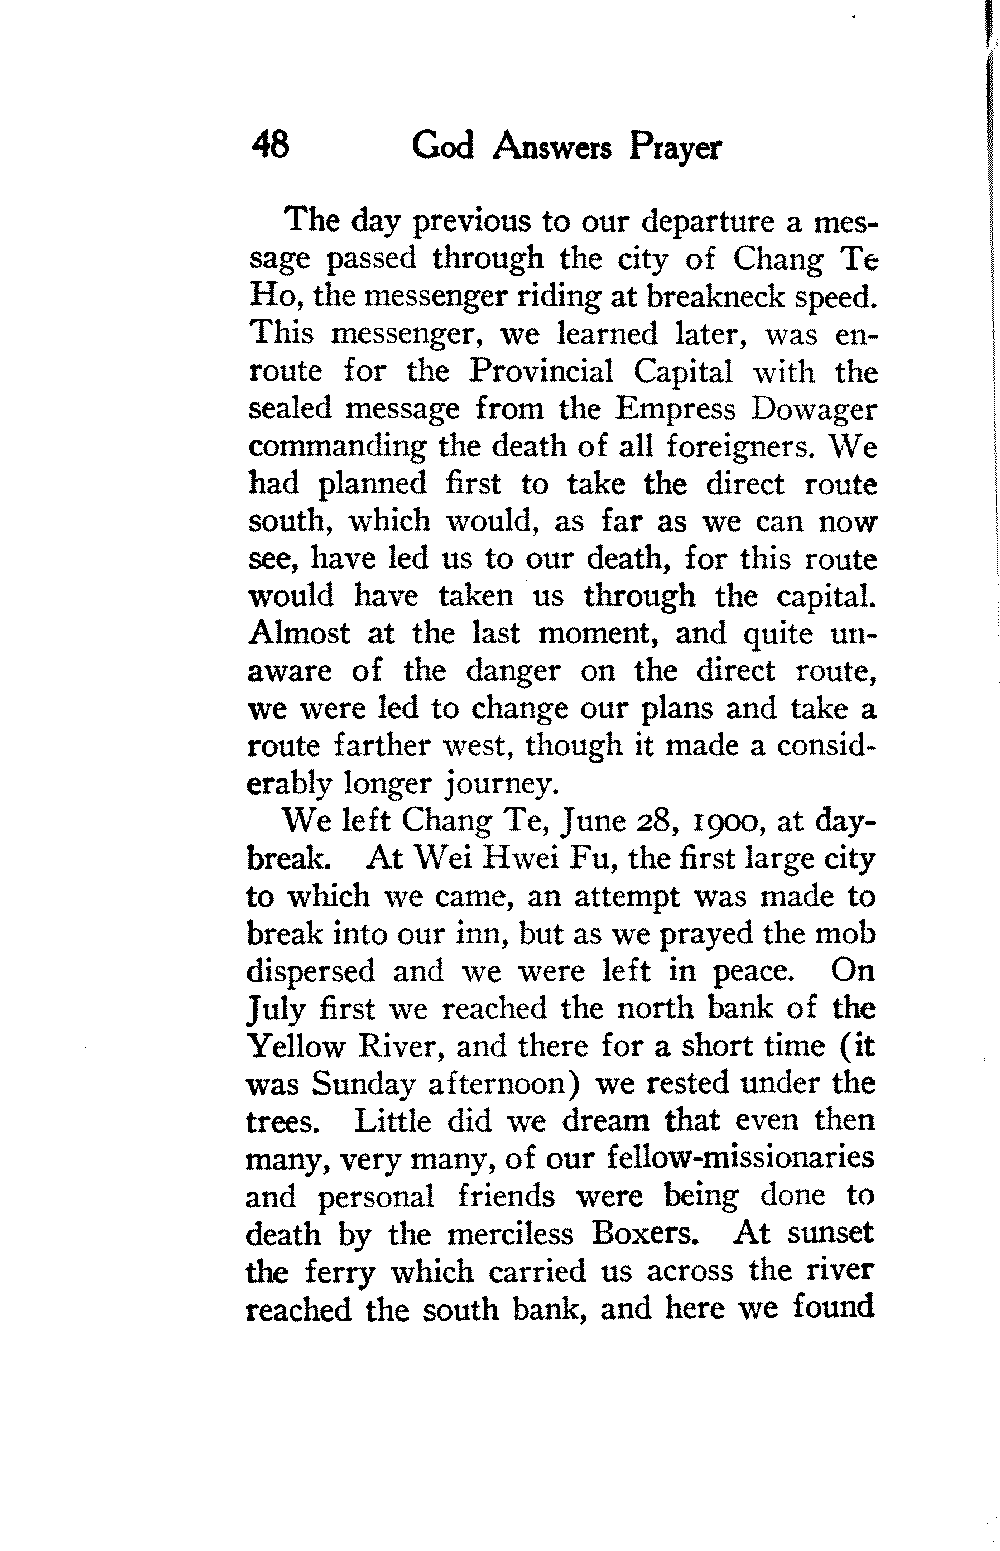 48 God Answers Prayer
The day previous to our departure a mes-
sage passed through the city of Chang Te
Ho, the messenger riding at breakneck speed.
This messenger, we learned later, was en-
route for the Provincial Capital with the
sealed message from the Empress Dowager
commanding the death of all foreigners. We
had planned first to take the direct route
south, which would, as far as we can now
see, have led us to our death, for this route
would have taken us through the capital.
Almost at the last moment, and quite un-
aware of the danger on the direct route,
we were led to change our plans and take a
route farther west, though it made a consid-
erably longer journey.
We left Chang Te, June 28, 1900, at day-
break. At Wei Hwei Fu, the first large city
to which we came, an attempt was made to
break into our inn, but as we prayed the mob
dispersed and we were left in peace. On
July first we reached the north bank of the
Yellow River, and there for a short time (it
was Sunday afternoon) we rested under the
trees. Little did we dream that even then
many, very many, of our fellow-missionaries
and personal friends were being done to
death by the merciless Boxers. At sunset
the ferry which carried us across the river
reached the south bank, and here we found